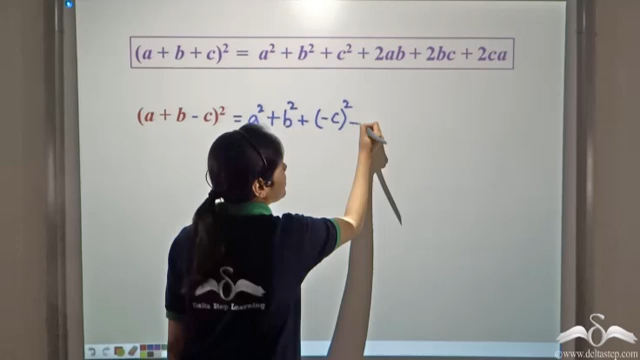 (a + b + c)² = a² + b² + c² + 2ab + 2bc + 2ca
(a + b - c)² = a² + b² + (-c)² -
Delta Step Learning
©www.deltastep.com